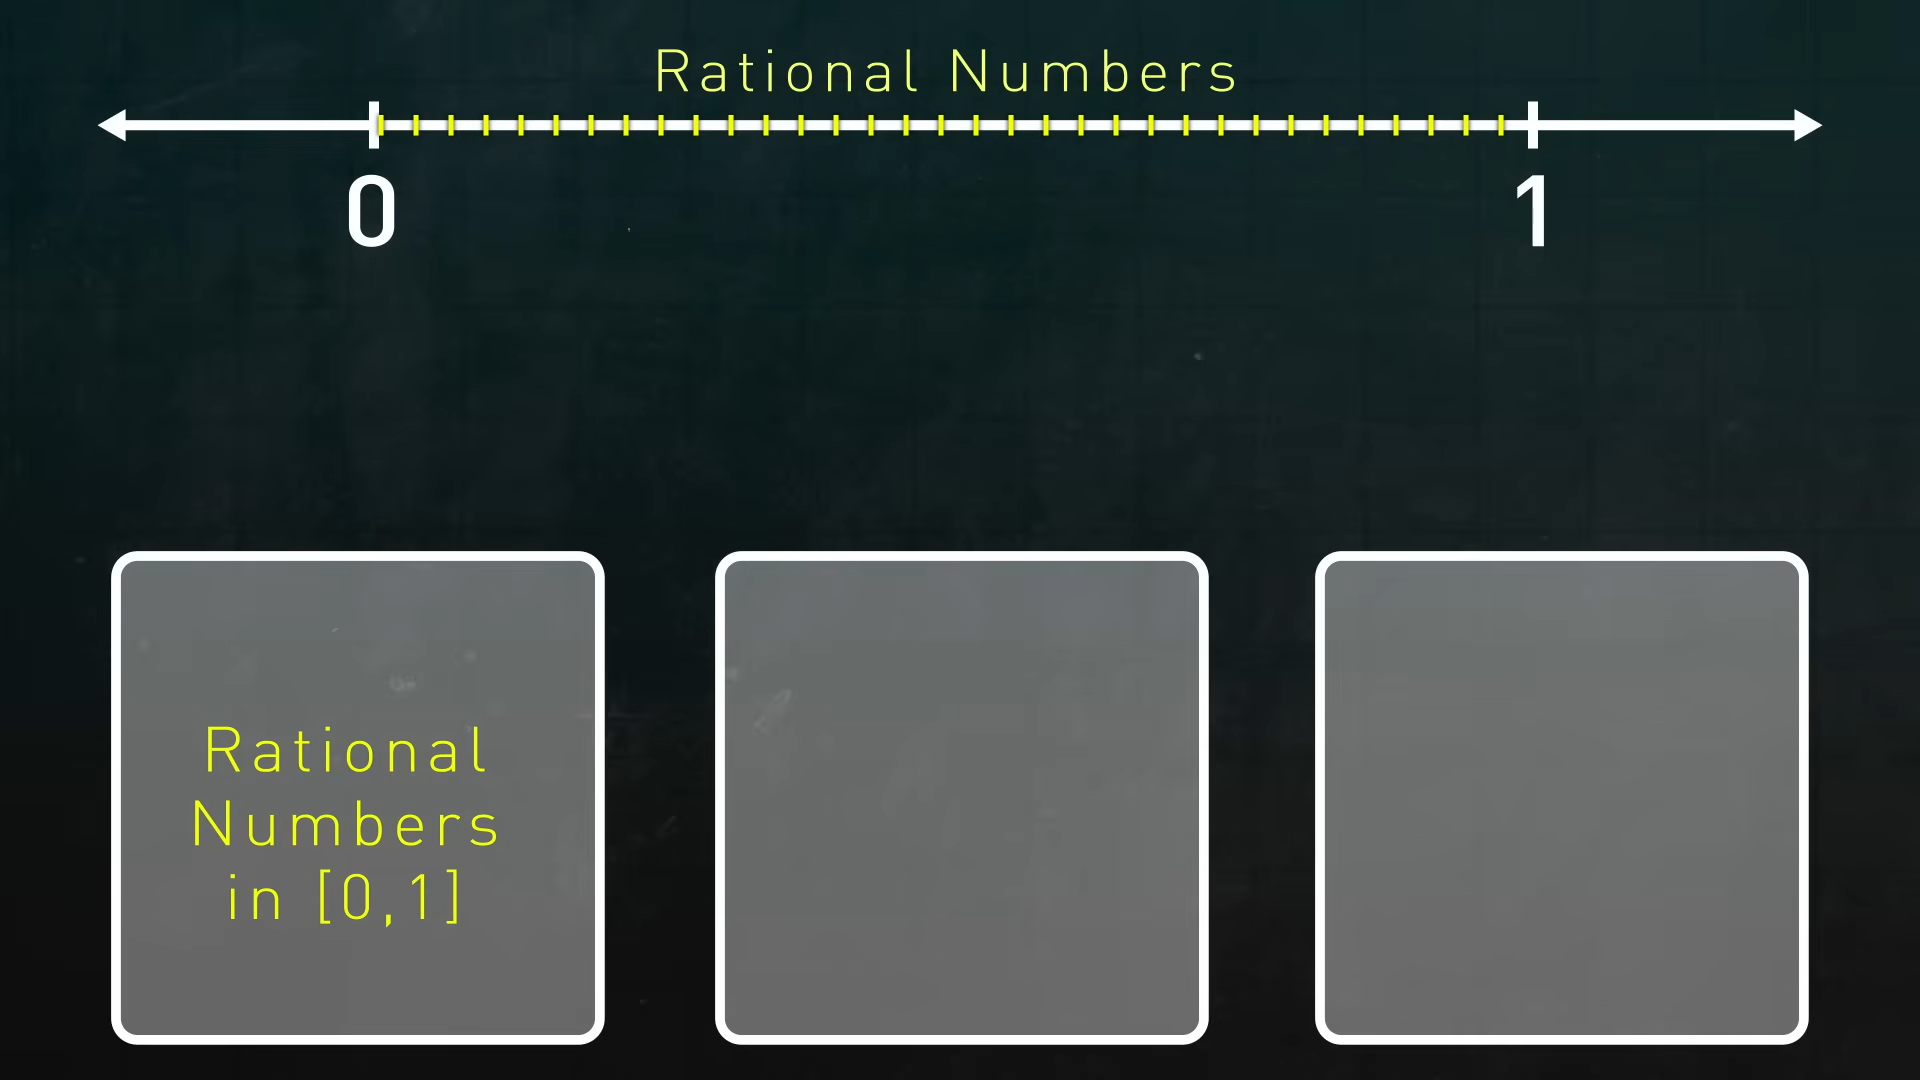 Rational Numbers
0 1
Rational
Numbers
in [0,1]